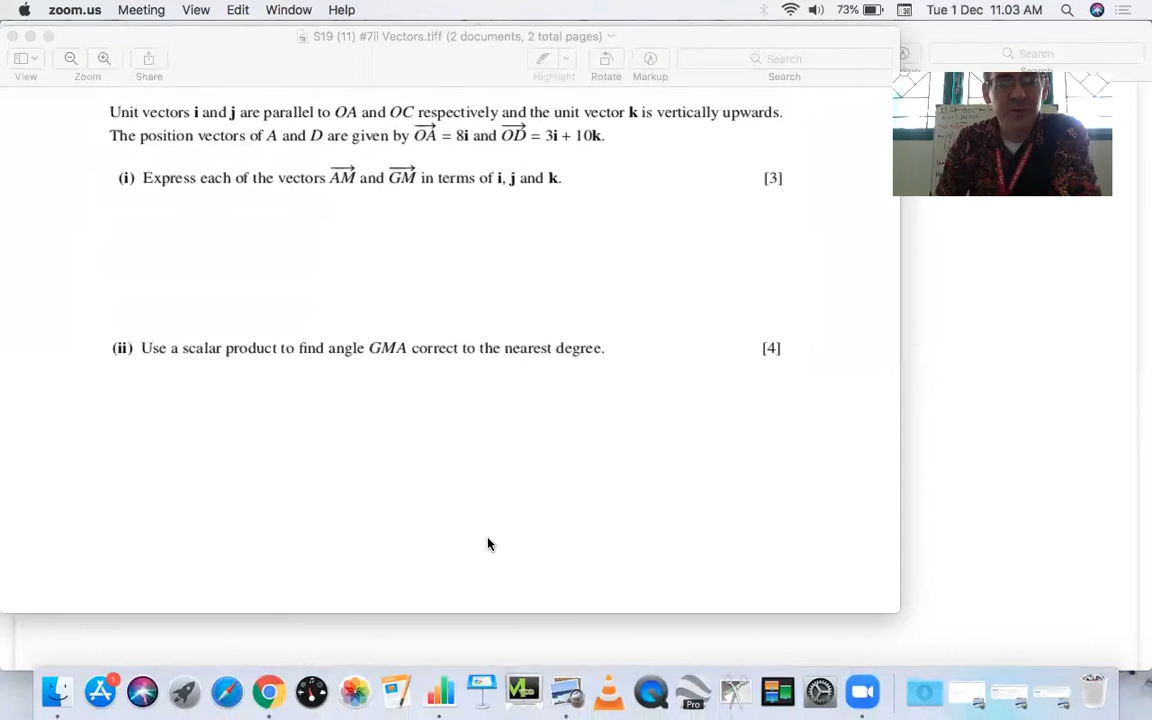 zoom.us Meeting View Edit Window Help 73% Tue 1 Dec 11.03 AM
S19 (11) #7ii Vectors.tiff (2 documents, 2 total pages)
Search
View Zoom Share Highlight Rotate Markup Search
Search
Unit vectors i and j are parallel to OA and OC respectively and the unit vector k is vertically upwards.
The position vectors of A and D are given by OA = 8i and OD = 3i + 10k.
(i) Express each of the vectors AM and GM in terms of i, j and k. [3]
(ii) Use a scalar product to find angle GMA correct to the nearest degree. [4]
1
Pro